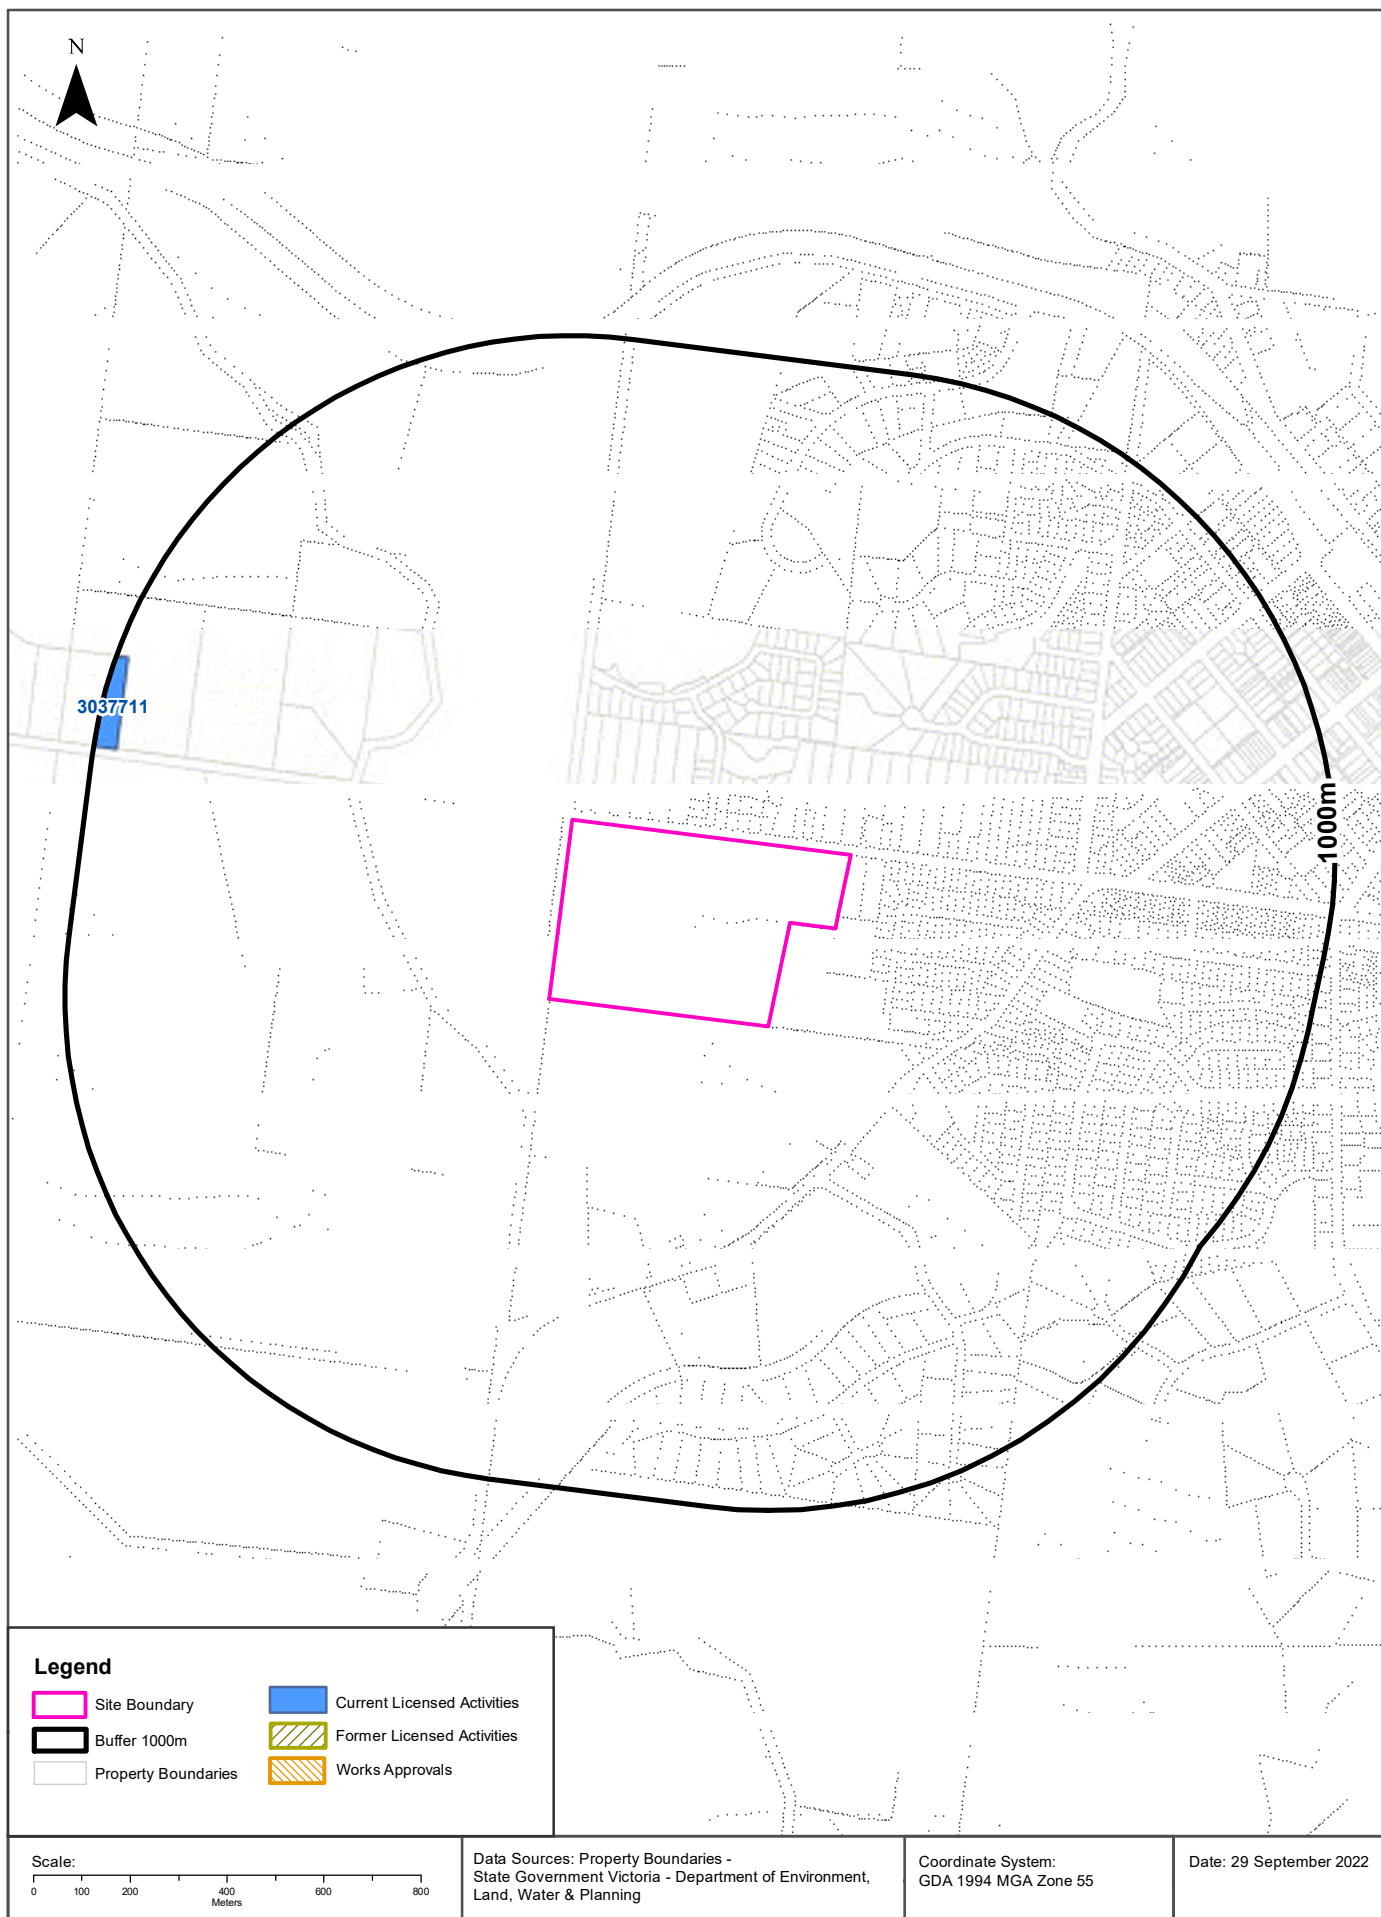 N
3037711
1000m
Legend
Site Boundary
Buffer 1000m
Property Boundaries
Current Licensed Activities
Former Licensed Activities
Works Approvals
Scale:
0 100 200 400 600 800
Meters
Data Sources: Property Boundaries -
State Government Victoria - Department of Environment,
Land, Water & Planning
Coordinate System:
GDA 1994 MGA Zone 55
Date: 29 September 2022